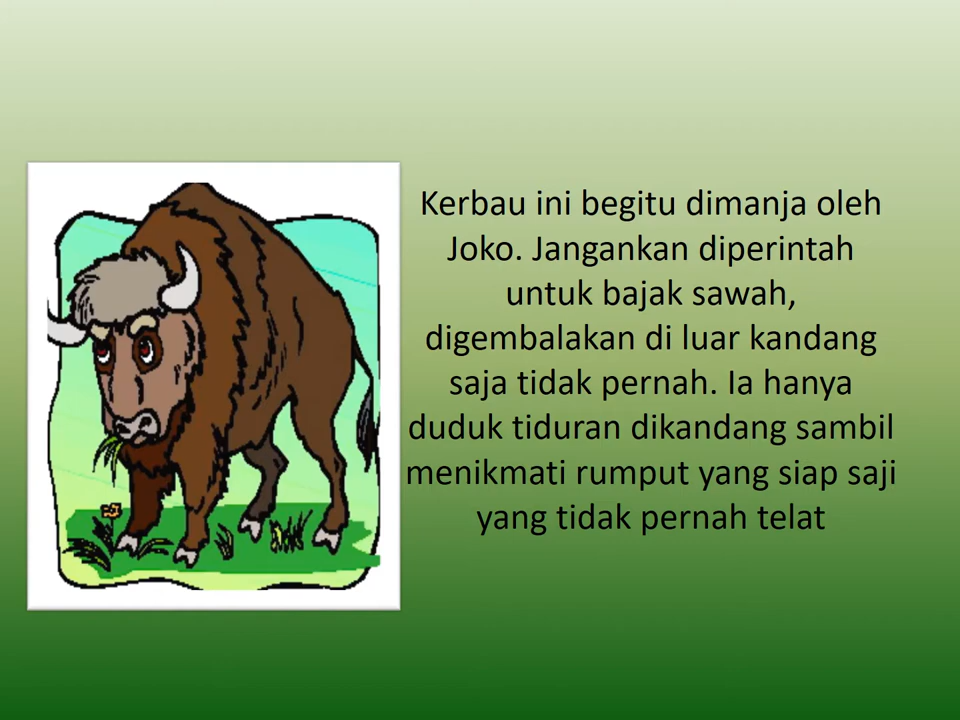 Kerbau ini begitu dimanja oleh
Joko. Jangankan diperintah
untuk bajak sawah,
digembalakan di luar kandang
saja tidak pernah. Ia hanya
duduk tiduran dikandang sambil
menikmati rumput yang siap saji
yang tidak pernah telat